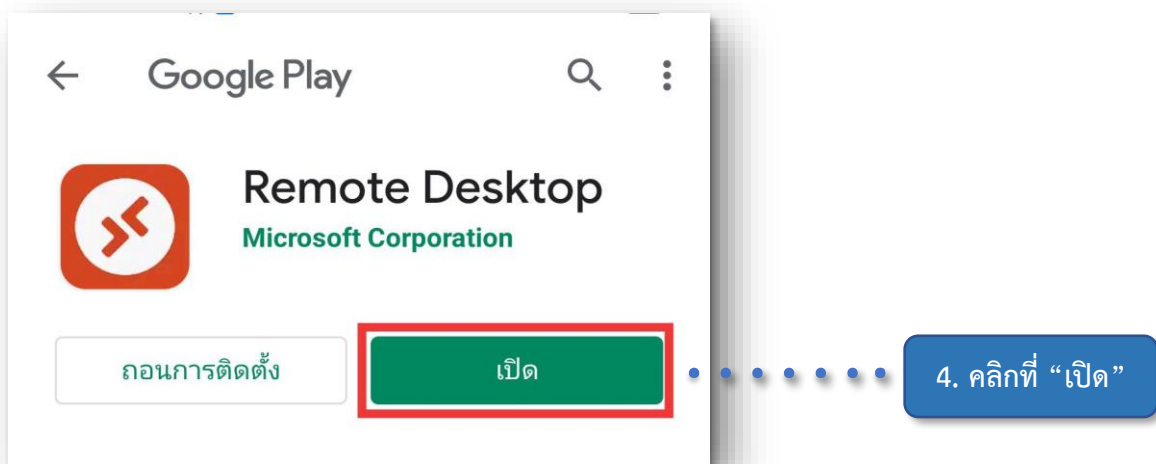 Google Play
Remote Desktop
Microsoft Corporation
ถอนการติดตั้ง
เปิด
4. คลิกที่ “เปิด”